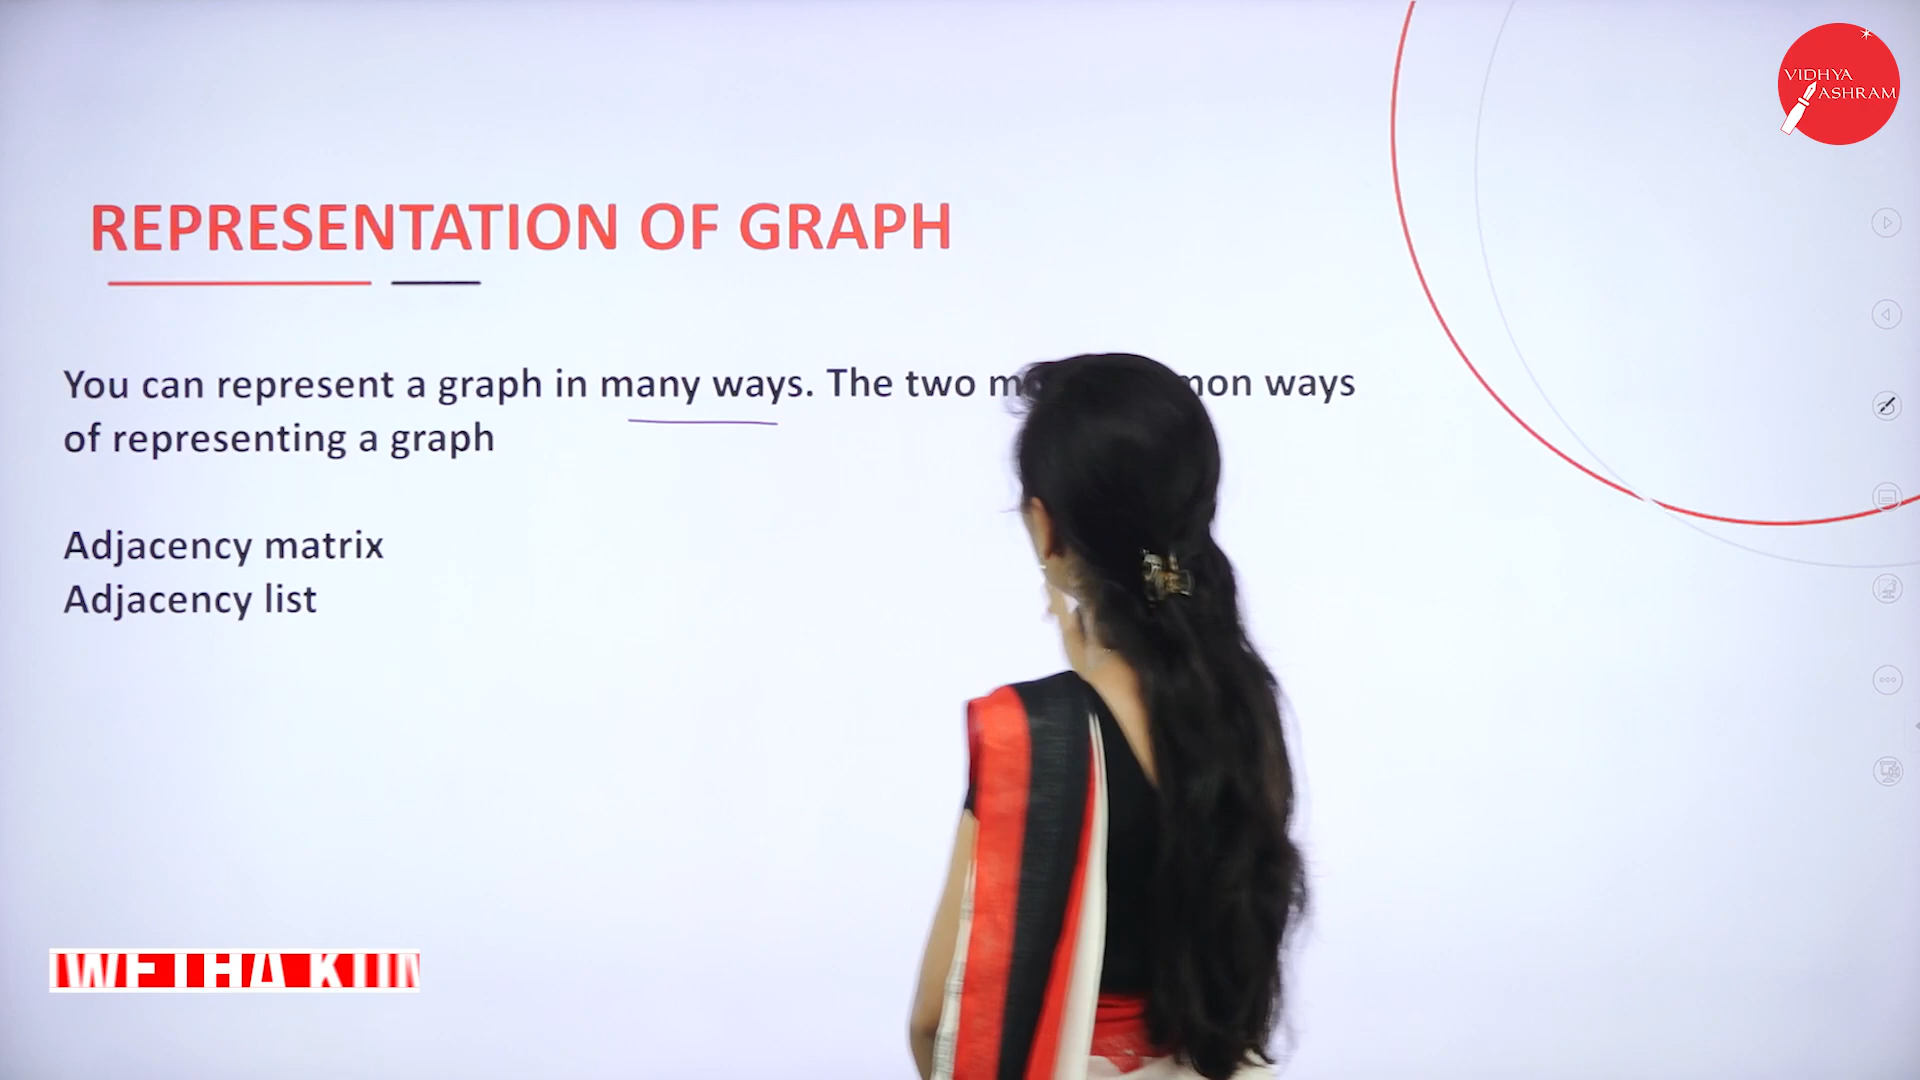 VIDHYA
ASHRAM
REPRESENTATION OF GRAPH
You can represent a graph in many ways. The two ways
of representing a graph
Adjacency matrix
Adjacency list